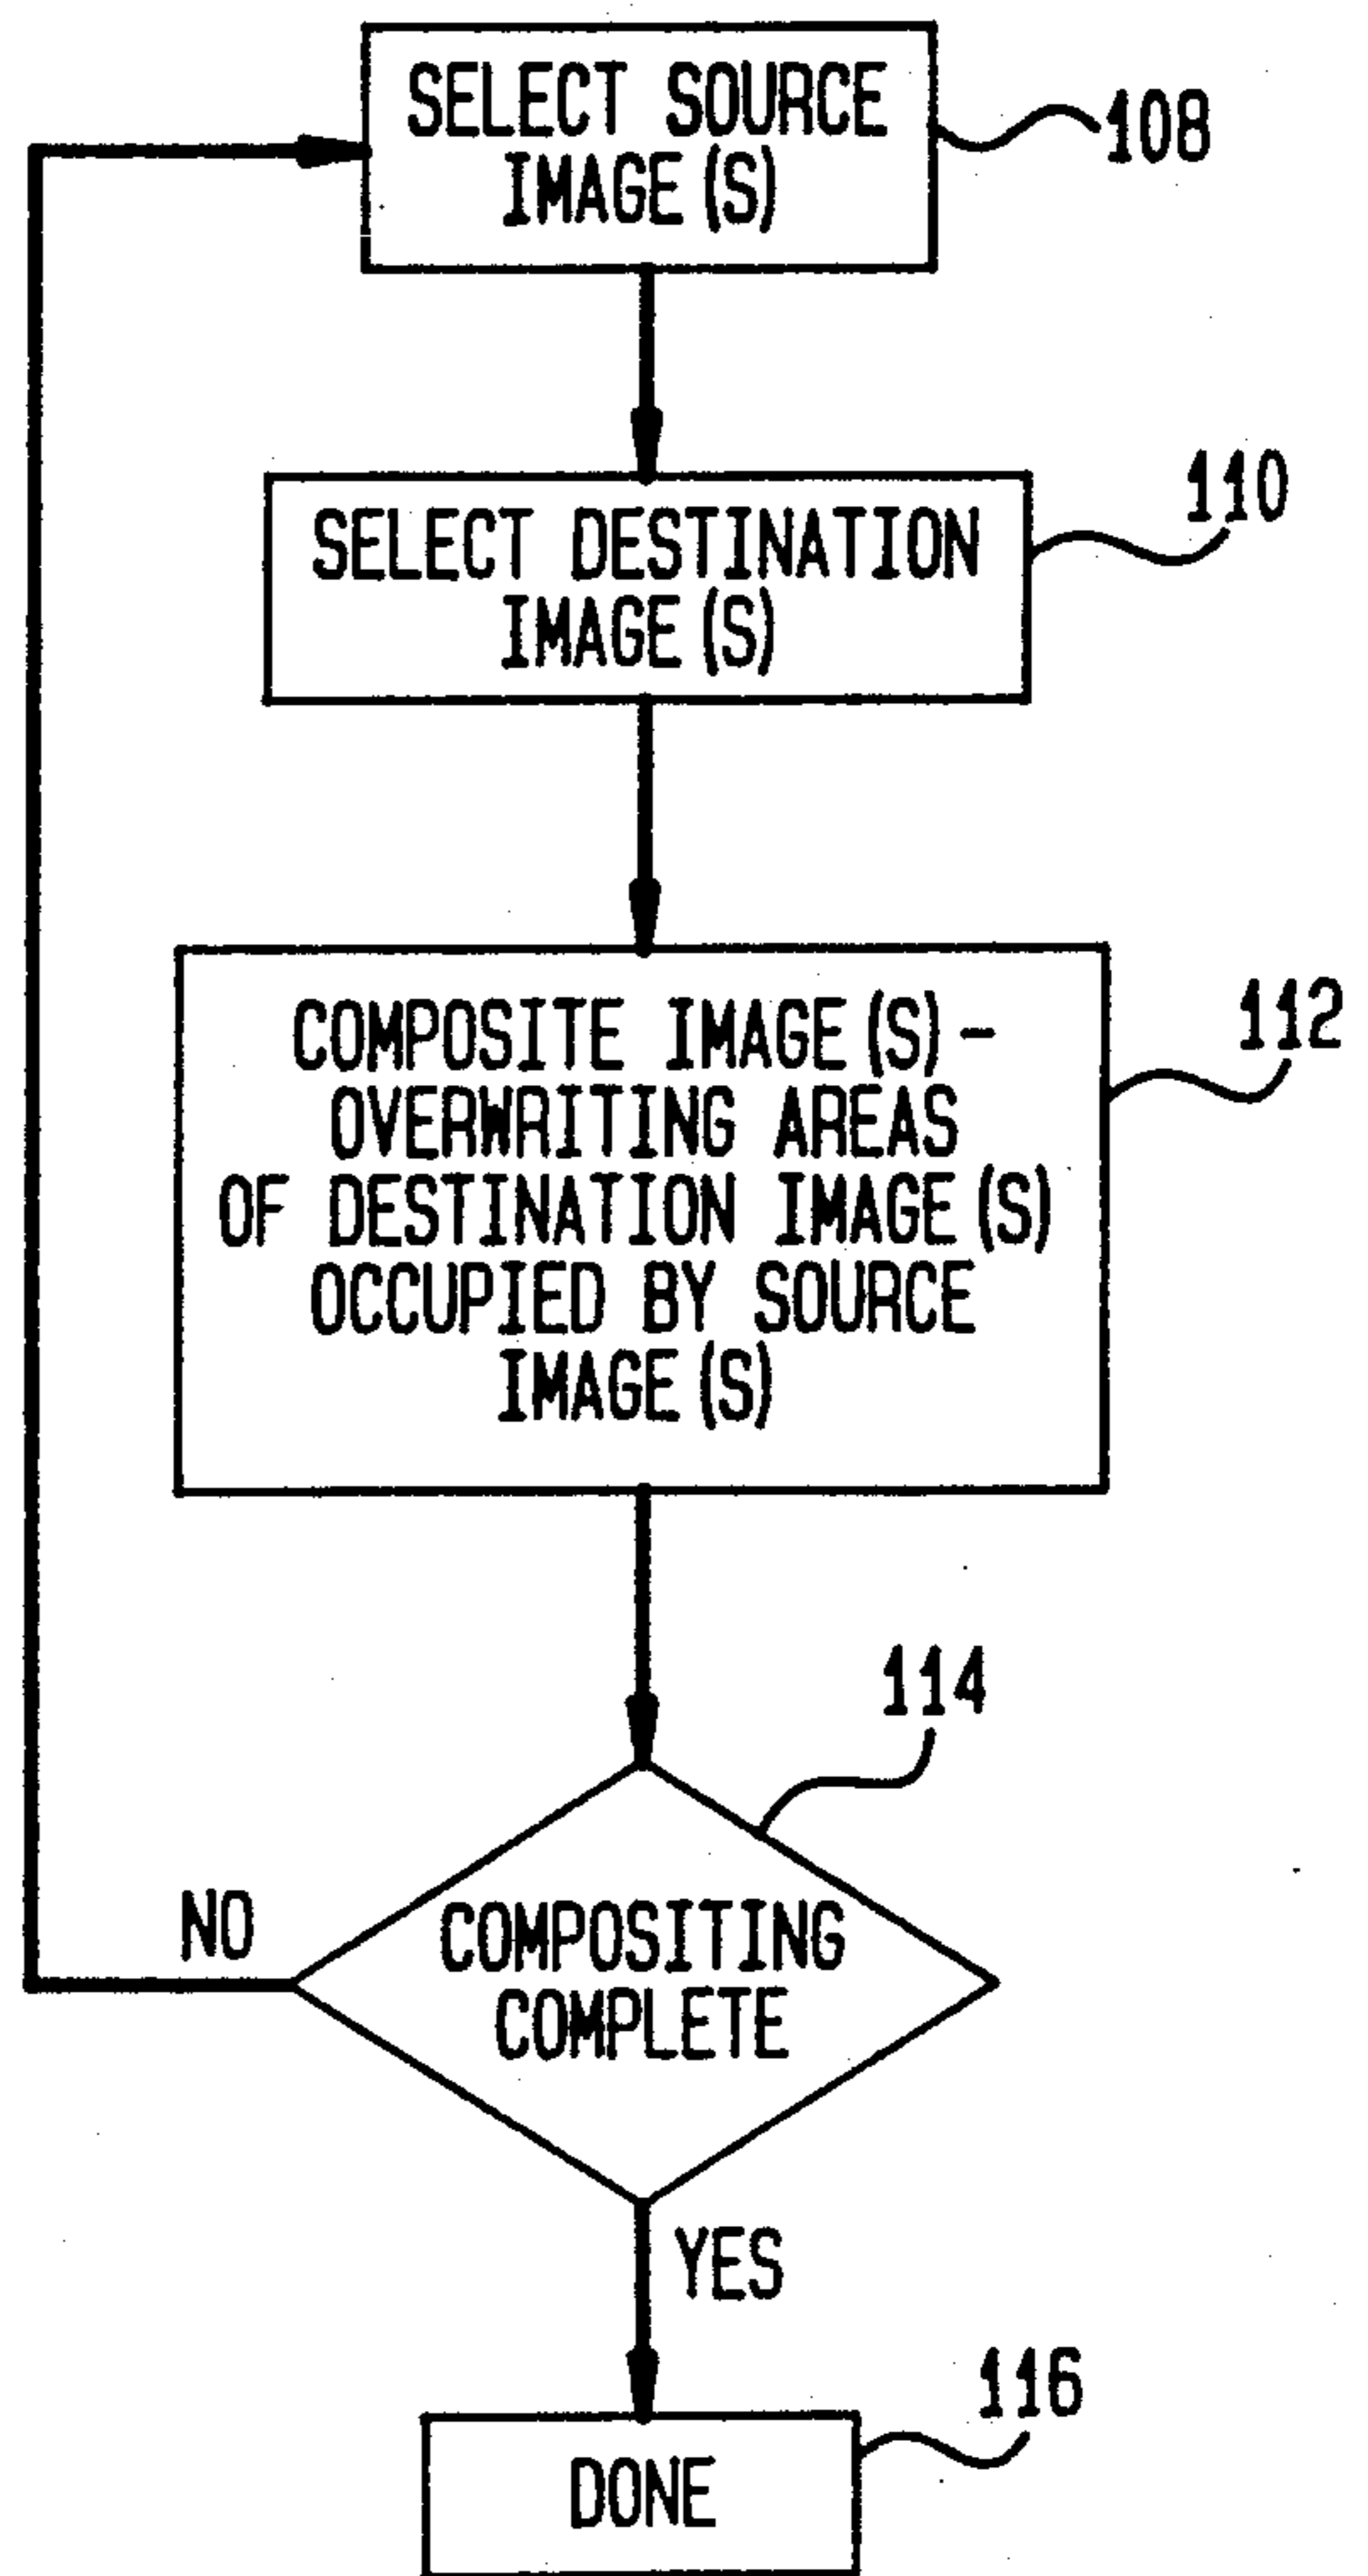 SELECT SOURCE
IMAGE(S)
108
SELECT DESTINATION
IMAGE(S)
110
COMPOSITE IMAGE(S)-
OVERWRITING AREAS
OF DESTINATION IMAGE(S)
OCCUPIED BY SOURCE
IMAGE(S)
112
114
COMPOSITING
COMPLETE
NO
YES
116
DONE